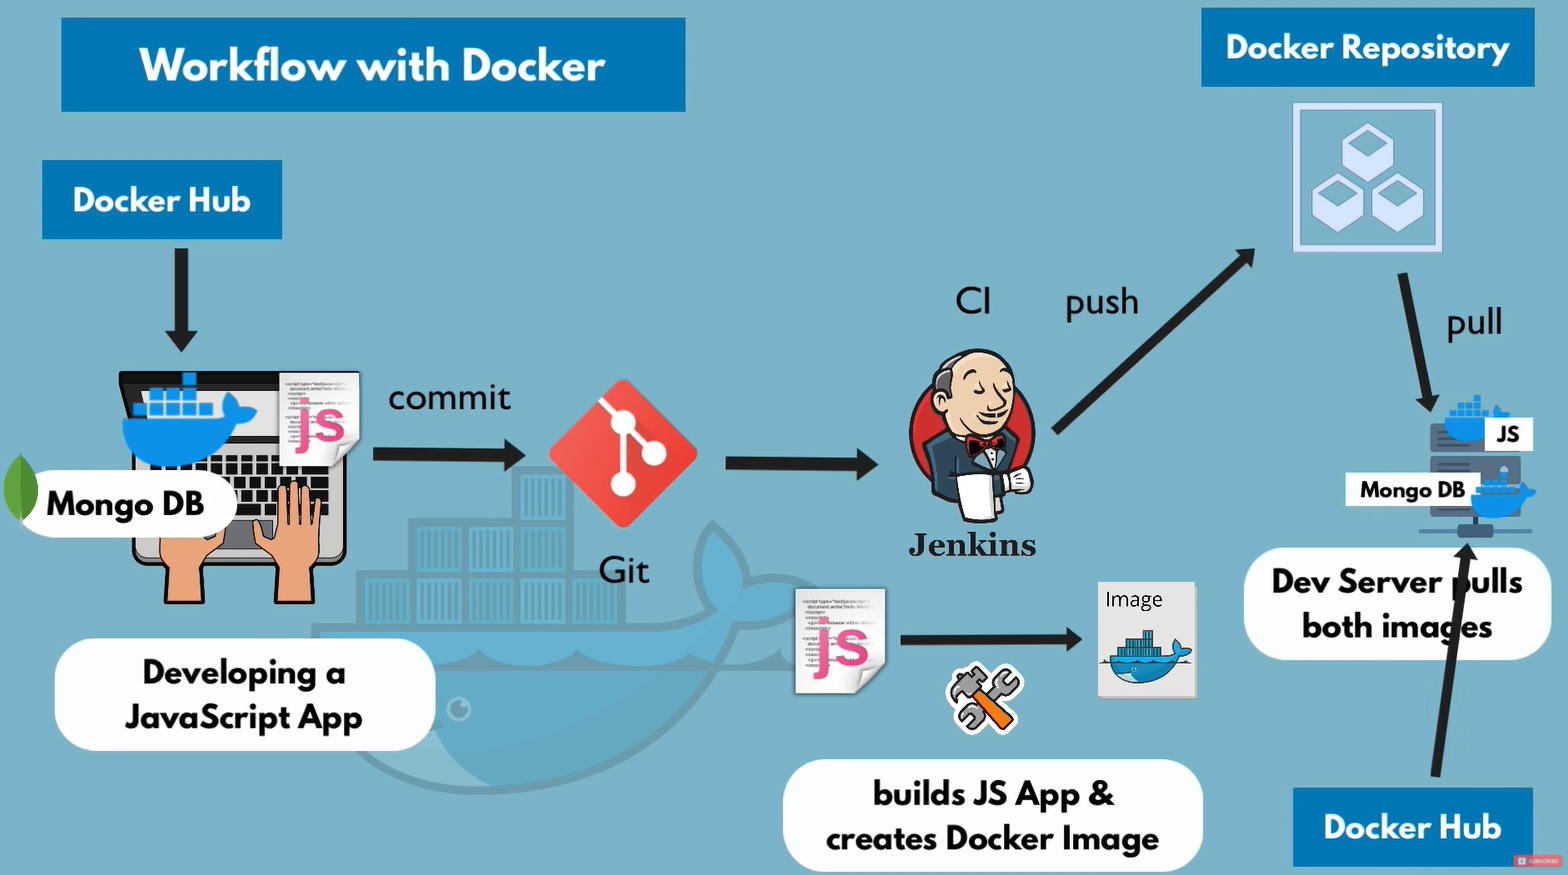 Workflow with Docker
Docker Repository
Docker Hub
CI
push
pull
commit
js
JS
Mongo DB
Mongo DB
Git
Jenkins
Dev Server pulls
both images
Image
js
Developing a
JavaScript App
builds JS App &
creates Docker Image
Docker Hub
SUBSCRIBE